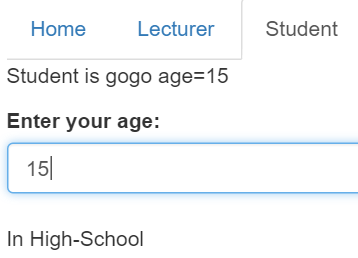 Home Lecturer Student
Student is gogo age=15
Enter your age:
15
In High-School